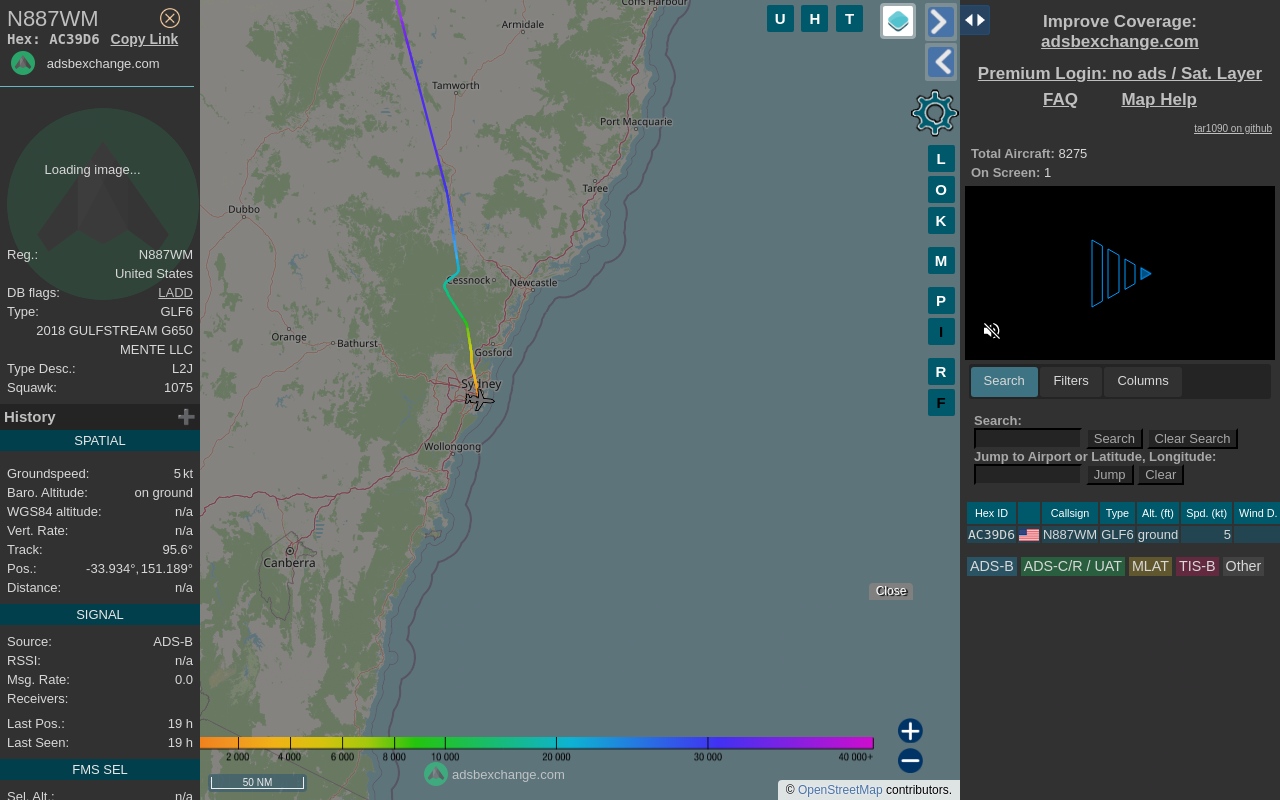 N887WM
Hex: AC39D6 Copy Link
adsbexchange.com
Loading image...
Reg.: N887WM
United States
DB flags: LADD
Type: GLF6
2018 GULFSTREAM G650
MENTE LLC
Type Desc.: L2J
Squawk: 1075
History
SPATIAL
Groundspeed: 5 kt
Baro. Altitude: on ground
WGS84 altitude: n/a
Vert. Rate: n/a
Track: 95.6°
Pos.: -33.934°, 151.189°
Distance: n/a
SIGNAL
Source: ADS-B
RSSI: n/a
Msg. Rate: 0.0
Receivers:
Last Pos.: 19 h
Last Seen: 19 h
FMS SEL
Sel. Alt.: n/a
Coffs Harbour
Armidale
Tamworth
Port Macquarie
Taree
Dubbo
Cessnock
Newcastle
Orange
Bathurst
Gosford
Sydney
Wollongong
Canberra
U H T
L
O
K
M
P
I
R
F
Close
2 000 4 000 6 000 8 000 10 000 20 000 30 000 40 000+
50 NM
adsbexchange.com
© OpenStreetMap contributors.
Improve Coverage:
adsbexchange.com
Premium Login: no ads / Sat. Layer
FAQ Map Help
tar1090 on github
Total Aircraft: 8275
On Screen: 1
Search Filters Columns
Search:
Search Clear Search
Jump to Airport or Latitude, Longitude:
Jump Clear
Hex ID Callsign Type Alt. (ft) Spd. (kt) Wind D.
AC39D6 N887WM GLF6 ground 5
ADS-B ADS-C/R / UAT MLAT TIS-B Other